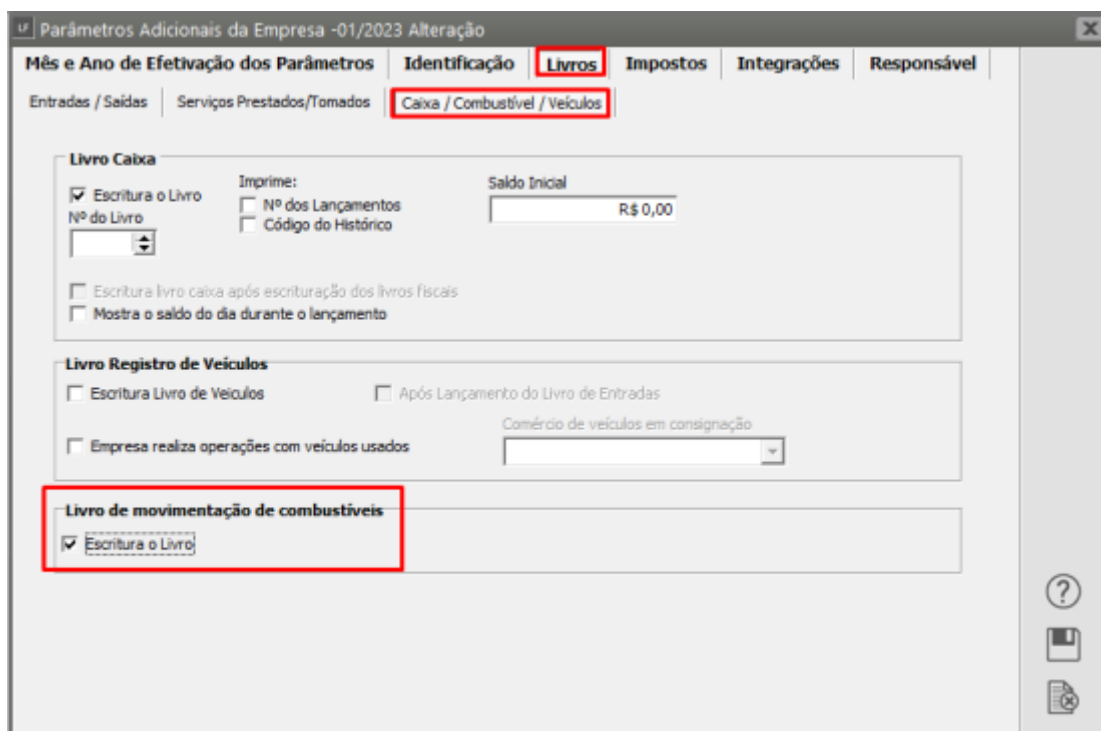 LF Parâmetros Adicionais da Empresa -01/2023 Alteração
Mês e Ano de Efetivação dos Parâmetros Identificação Livros Impostos Integrações Responsável
Entradas / Saídas Serviços Prestados/Tomados Caixa / Combustível / Veículos
Livro Caixa
Escritura o Livro Imprime: Saldo Inicial
Nº do Livro Nº dos Lançamentos R$ 0,00
Código do Histórico
Escritura livro caixa após escrituração dos livros fiscais
Mostra o saldo do dia durante o lançamento
Livro Registro de Veículos
Escritura Livro de Veiculos Após Lançamento do Livro de Entradas
Comércio de veículos em consignação
Empresa realiza operações com veículos usados
Livro de movimentação de combustíveis
Escritura o Livro